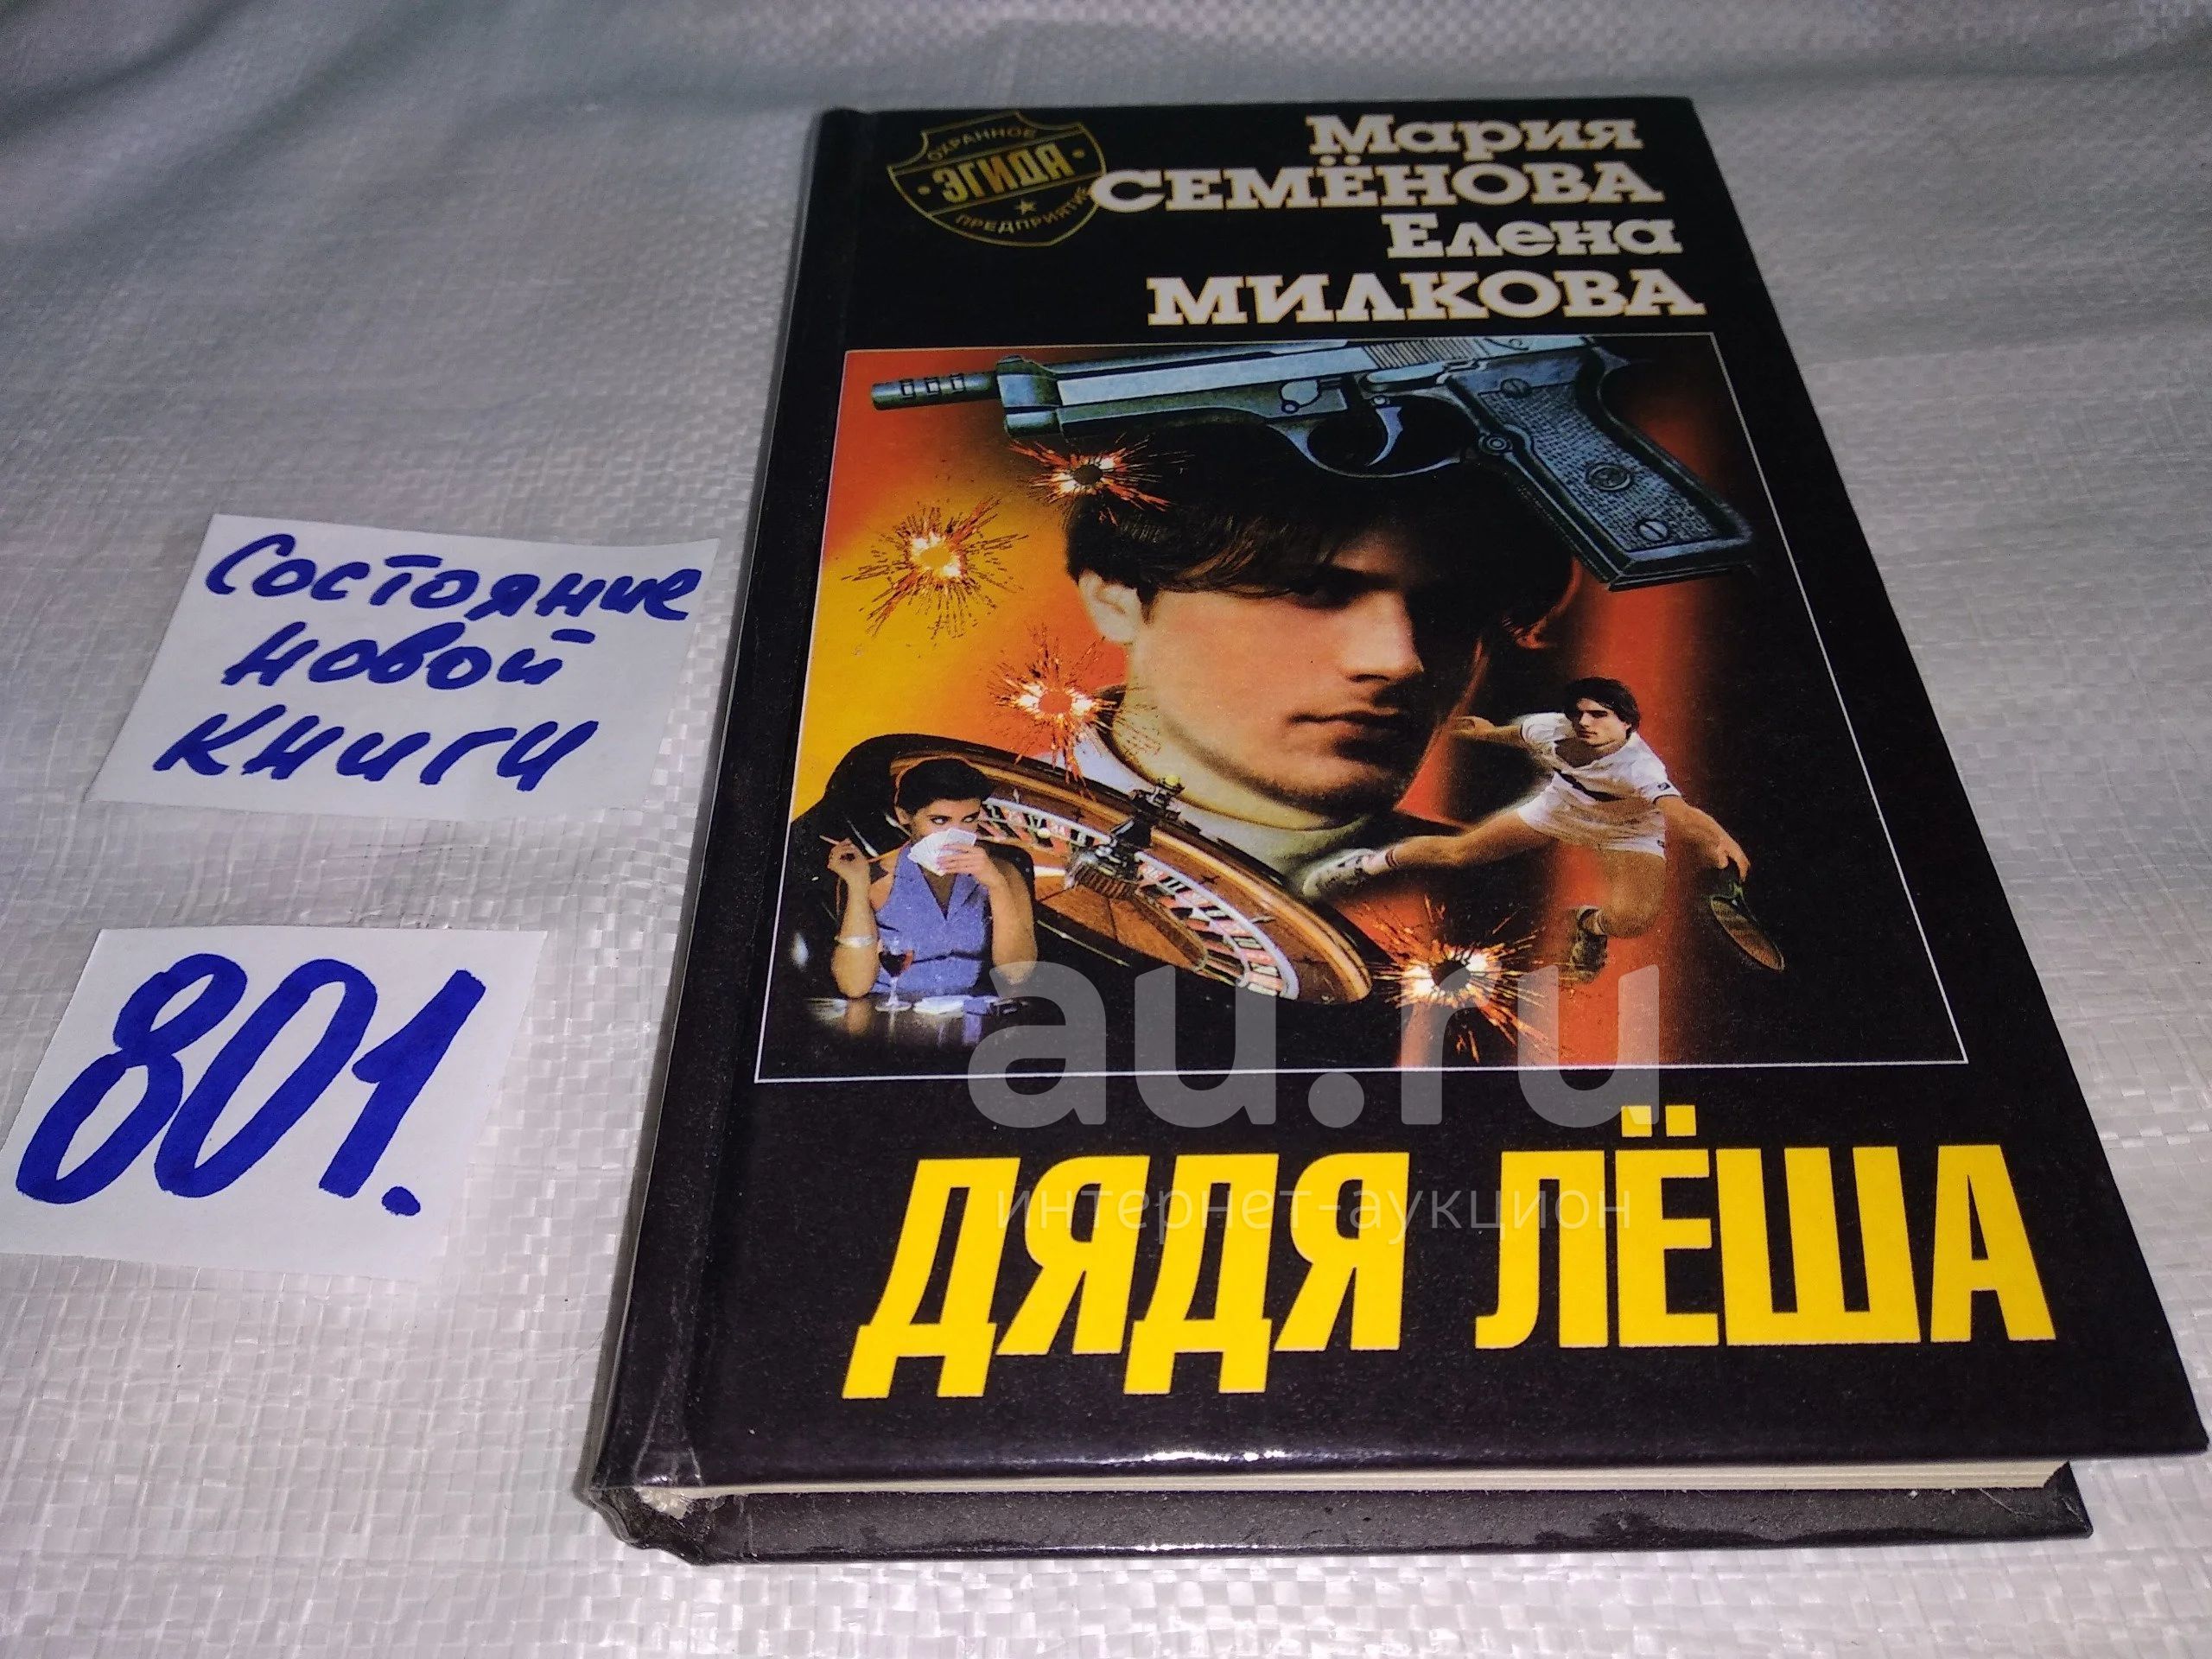 ОХРАННОЕ
ЭГИДА
ПРЕДПРИЯТИЕ
Мария
СЕМЁНОВА
Елена
МИЛКОВА
Состояние
новой
книги
801.
au.ru
ДЯДЯ ЛЁША
интернет-аукцион